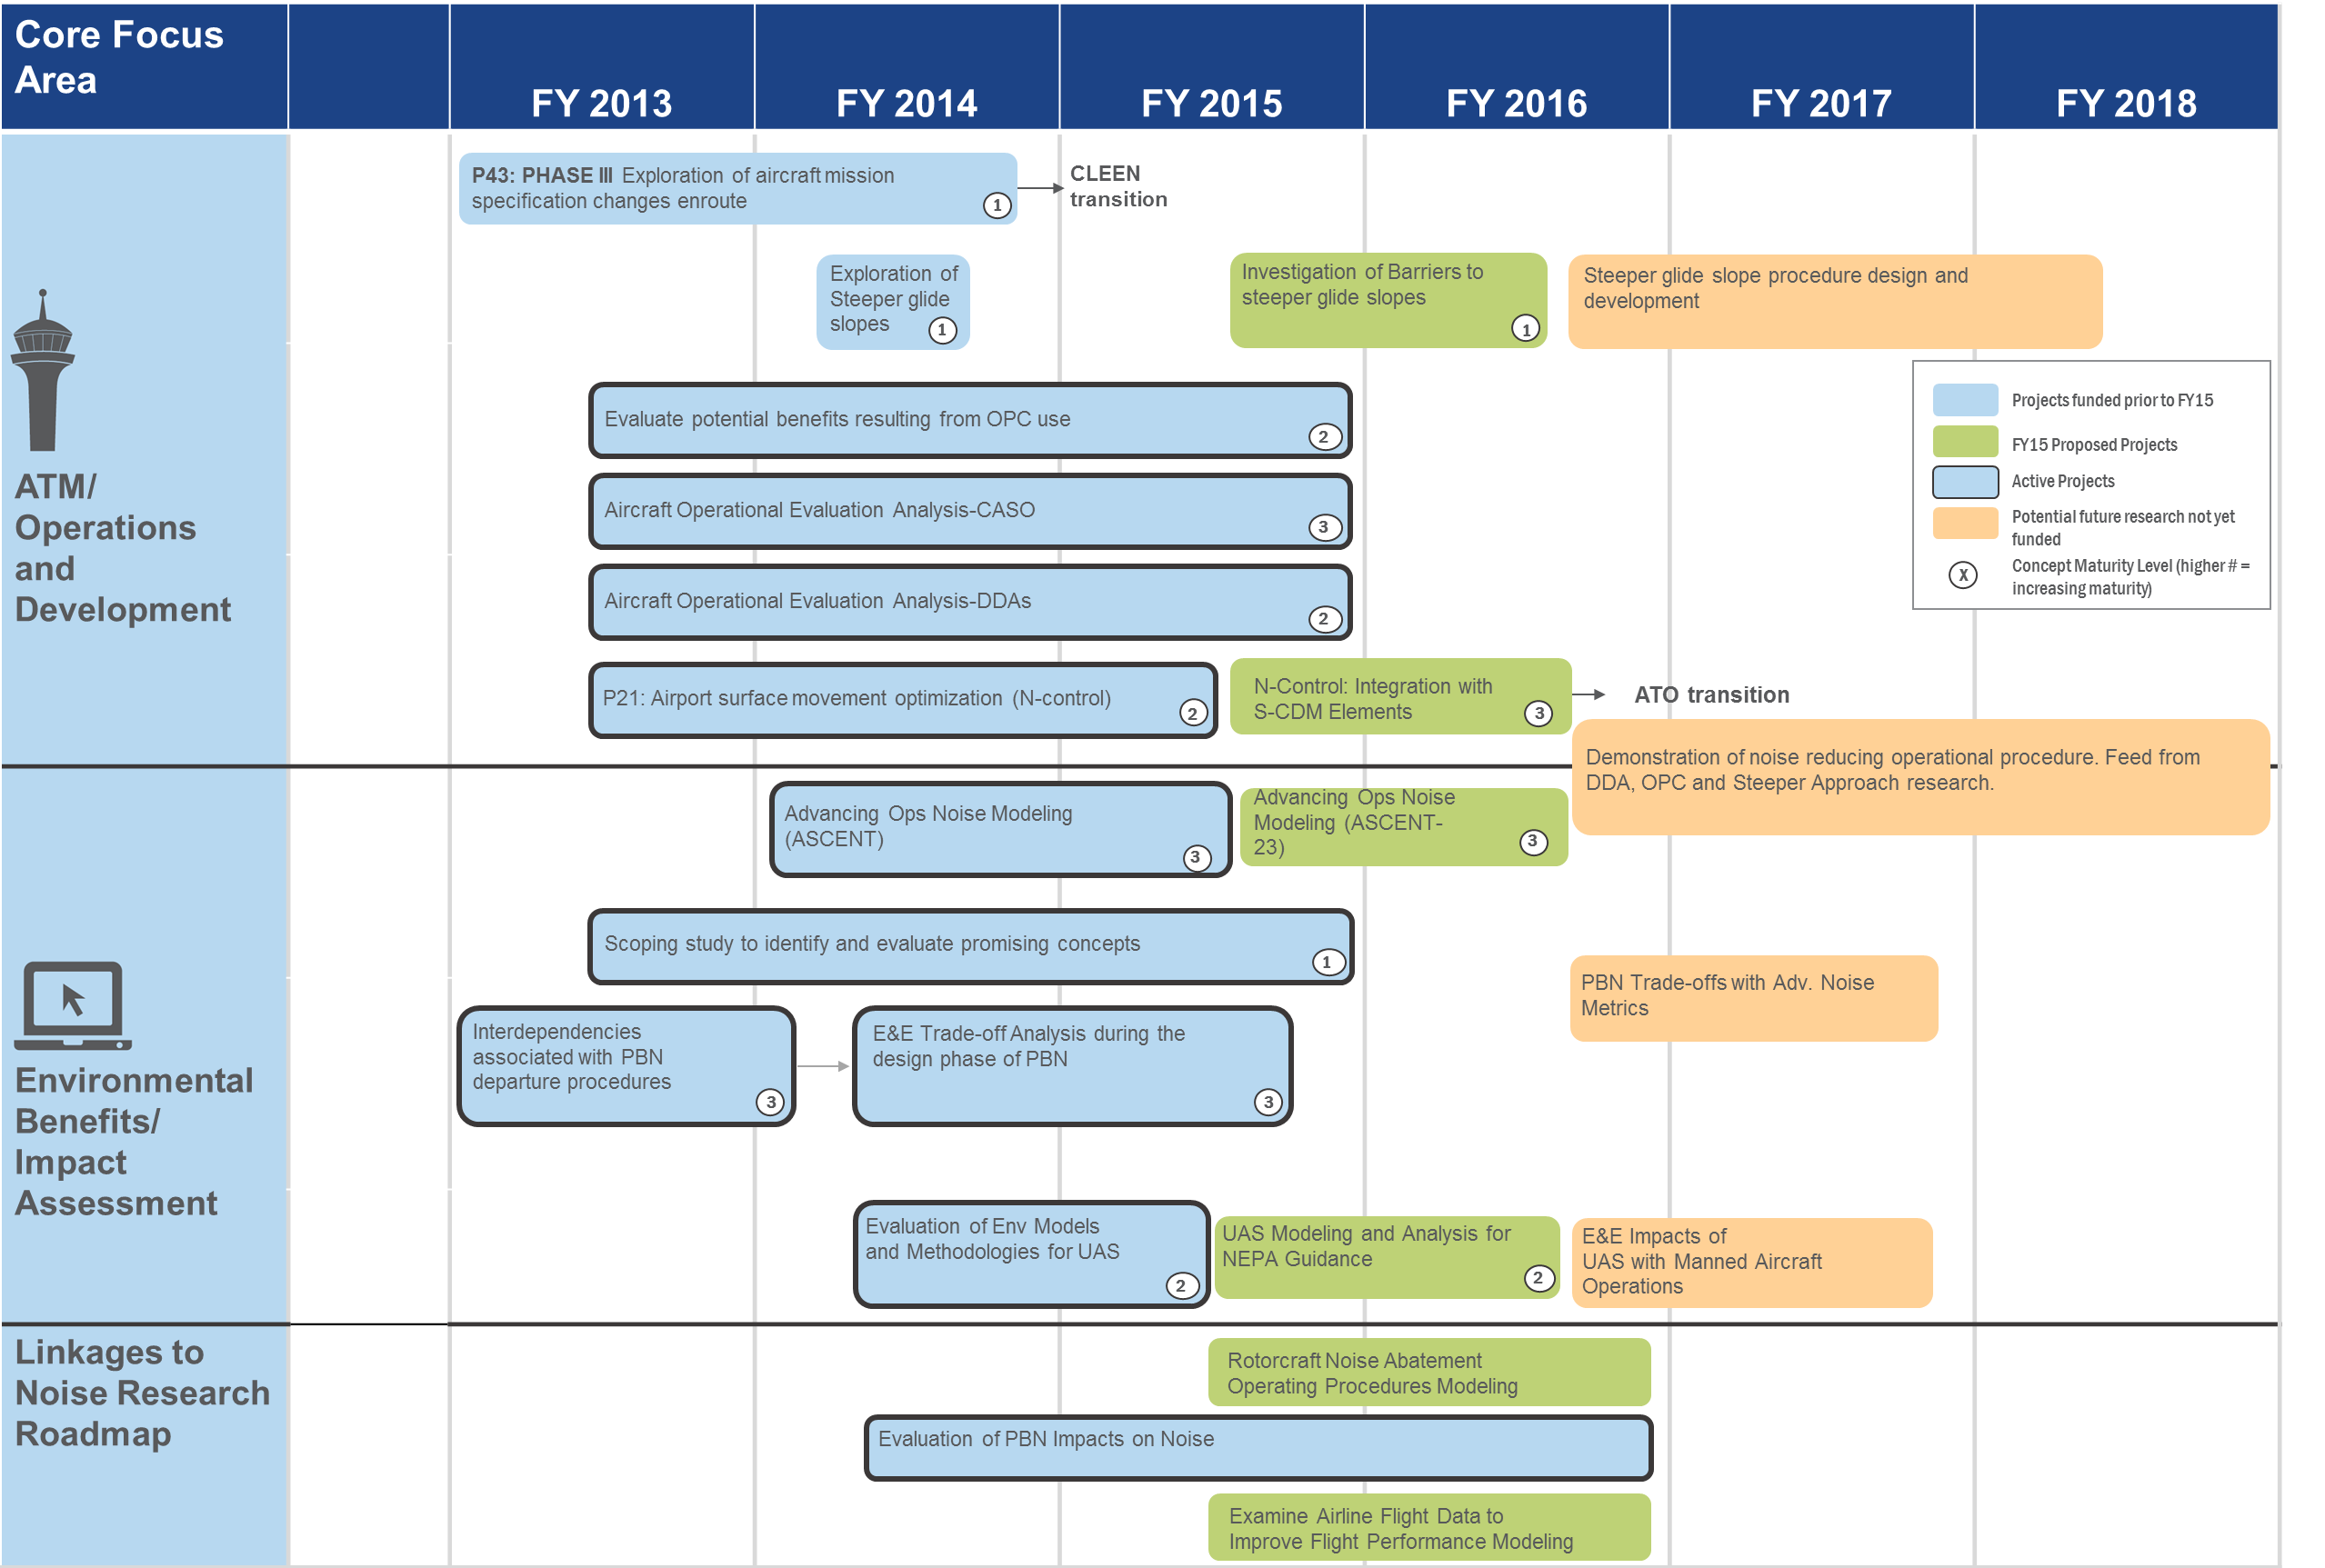 Core Focus
Area
FY 2013
FY 2014
FY 2015
FY 2016
FY 2017
FY 2018
ATM/
Operations
and
Development
P43: PHASE III Exploration of aircraft mission
specification changes enroute
1
CLEEN
transition
Exploration of
Steeper glide
slopes
1
Investigation of Barriers to
steeper glide slopes
1
Steeper glide slope procedure design and
development
Projects funded prior to FY15
FY15 Proposed Projects
Active Projects
Potential future research not yet
funded
X
Concept Maturity Level (higher # =
increasing maturity)
Evaluate potential benefits resulting from OPC use
2
Aircraft Operational Evaluation Analysis-CASO
3
Aircraft Operational Evaluation Analysis-DDAs
2
P21: Airport surface movement optimization (N-control)
2
N-Control: Integration with
S-CDM Elements
3
ATO transition
Demonstration of noise reducing operational procedure. Feed from
DDA, OPC and Steeper Approach research.
Environmental
Benefits/
Impact
Assessment
Advancing Ops Noise Modeling
(ASCENT)
3
Advancing Ops Noise
Modeling (ASCENT-
23)
3
Scoping study to identify and evaluate promising concepts
1
PBN Trade-offs with Adv. Noise
Metrics
Interdependencies
associated with PBN
departure procedures
3
E&E Trade-off Analysis during the
design phase of PBN
3
Evaluation of Env Models
and Methodologies for UAS
2
UAS Modeling and Analysis for
NEPA Guidance
2
E&E Impacts of
UAS with Manned Aircraft
Operations
Linkages to
Noise Research
Roadmap
Rotorcraft Noise Abatement
Operating Procedures Modeling
Evaluation of PBN Impacts on Noise
Examine Airline Flight Data to
Improve Flight Performance Modeling